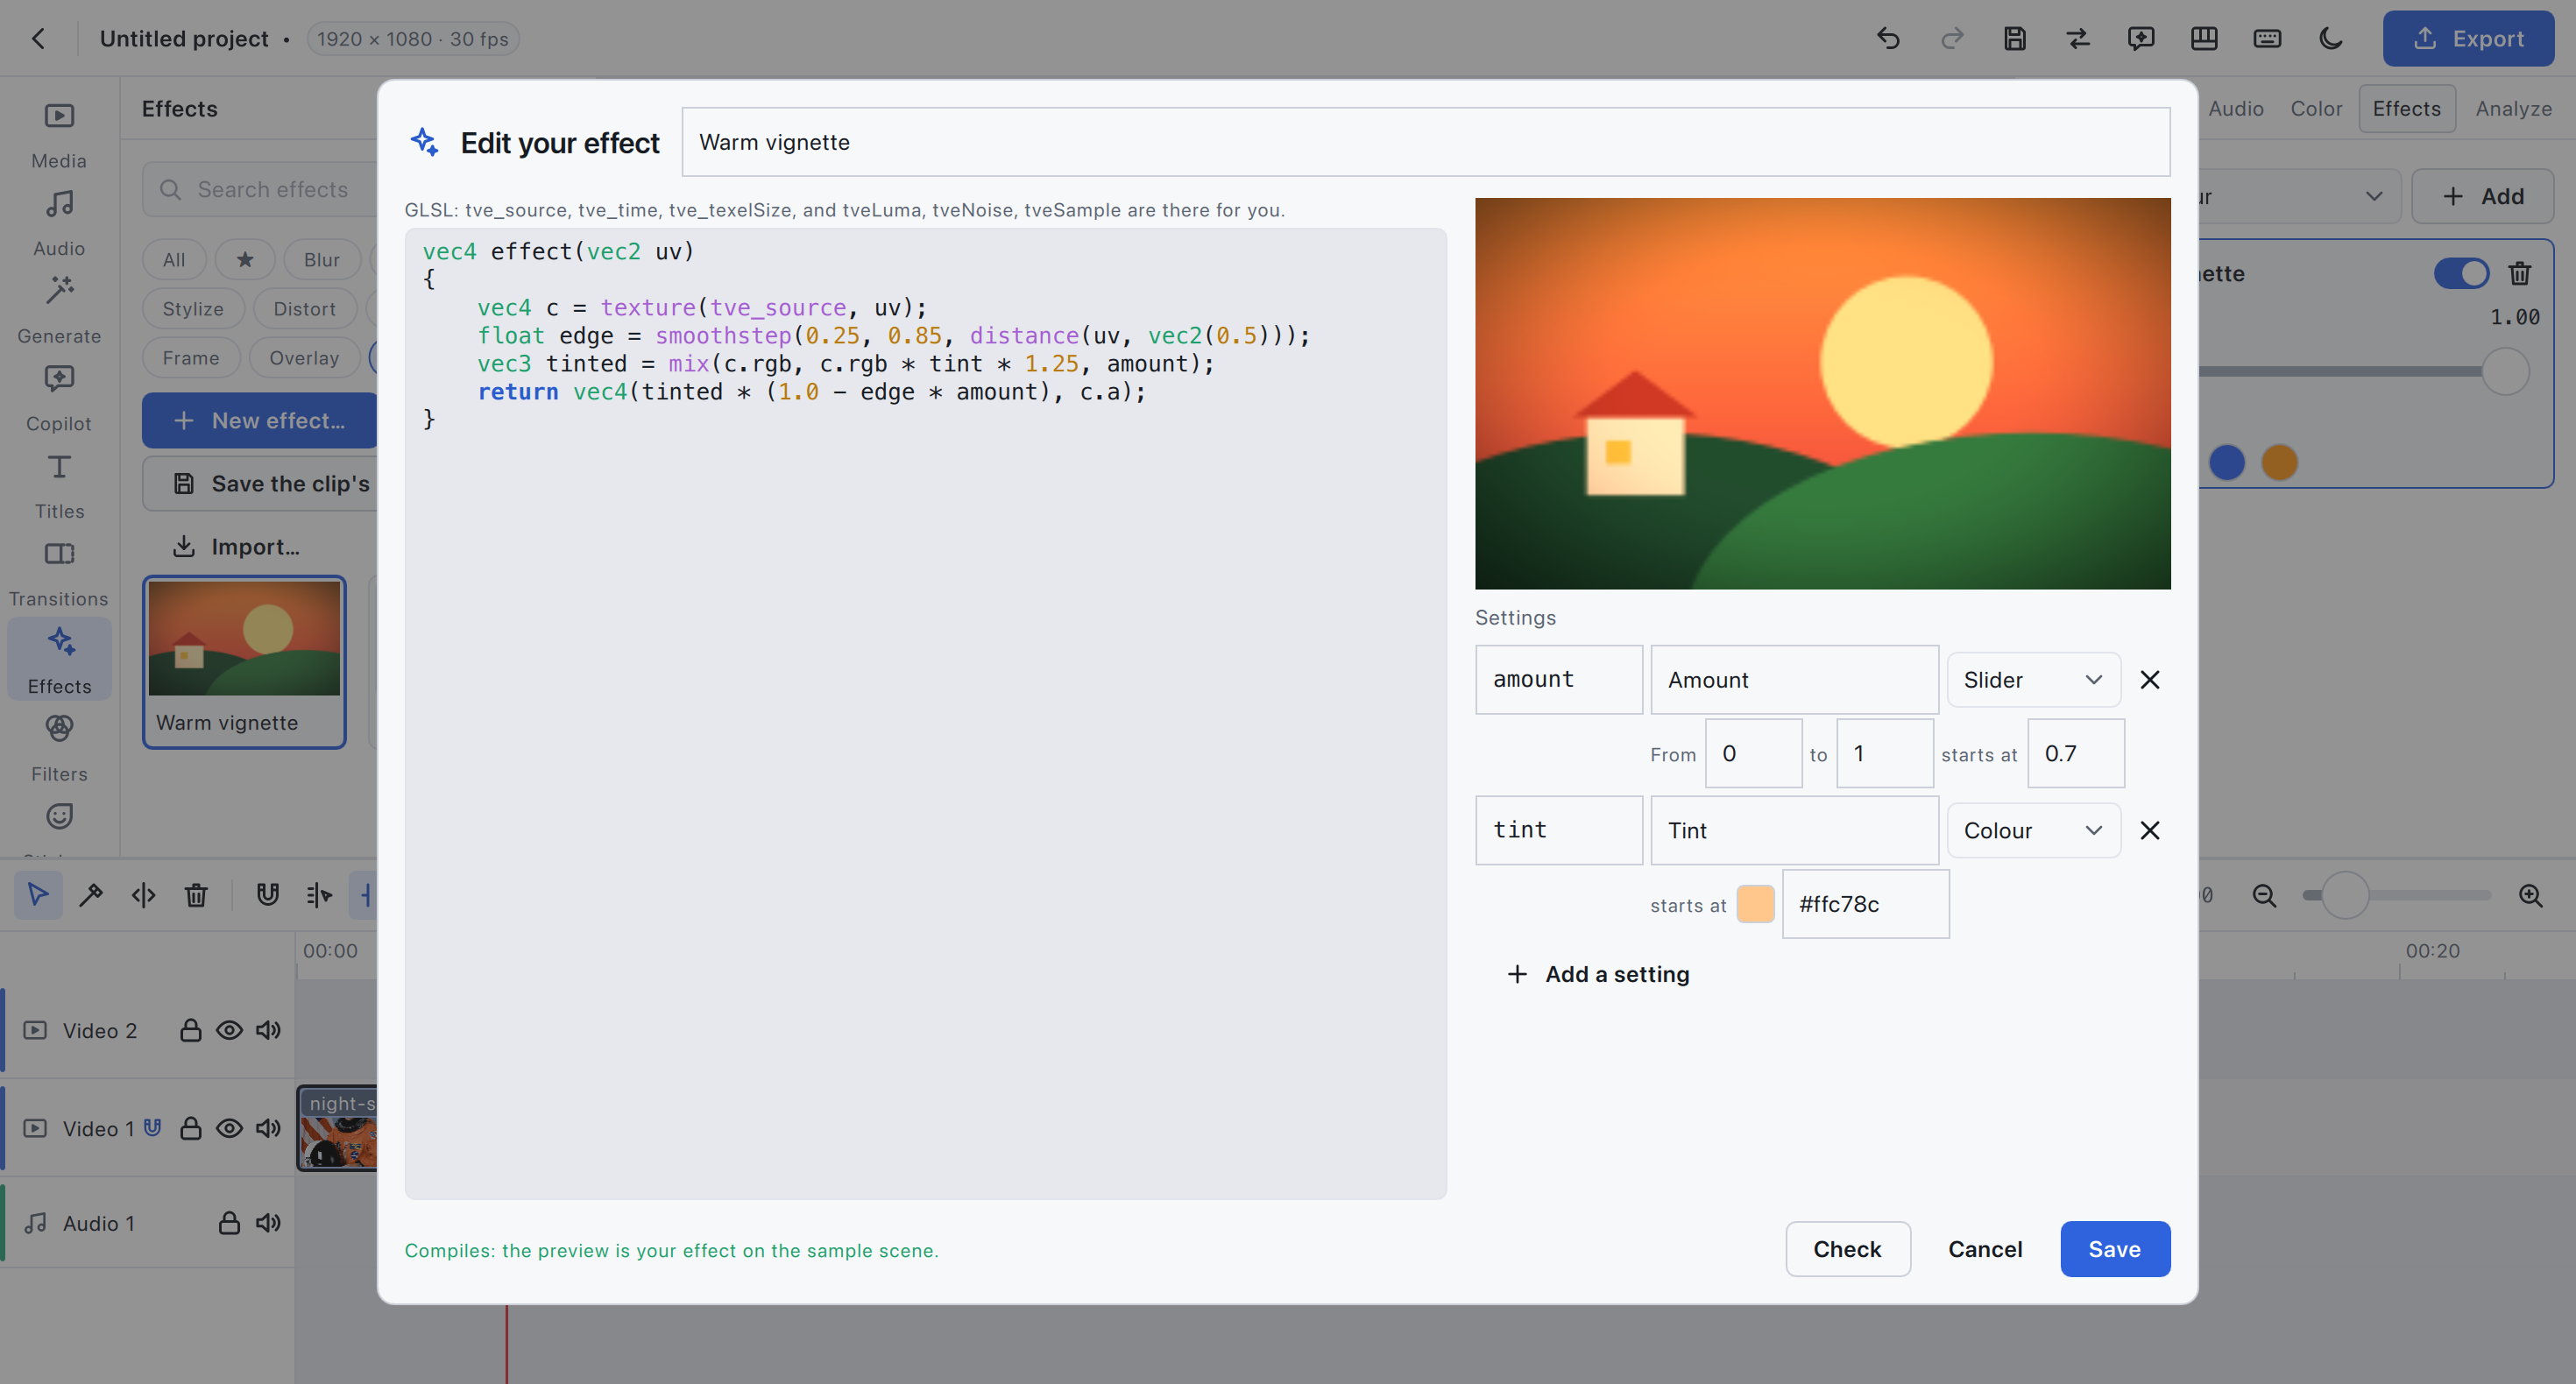 Untitled project • 1920 × 1080 · 30 fps
Export
Media
Audio
Generate
Copilot
Titles
Transitions
Effects
Filters
Effects
Search effects
All ★ Blur
Stylize Distort
Frame Overlay
New effect...
Save the clip's
Import...
Warm vignette
Edit your effect
Warm vignette
GLSL: tve_source, tve_time, tve_texelSize, and tveLuma, tveNoise, tveSample are there for you.
vec4 effect(vec2 uv)
{
    vec4 c = texture(tve_source, uv);
    float edge = smoothstep(0.25, 0.85, distance(uv, vec2(0.5)));
    vec3 tinted = mix(c.rgb, c.rgb * tint * 1.25, amount);
    return vec4(tinted * (1.0 - edge * amount), c.a);
}
Settings
amount Amount Slider
From 0 to 1 starts at 0.7
tint Tint Colour
starts at #ffc78c
Add a setting
Compiles: the preview is your effect on the sample scene.
Check Cancel Save
Audio Color Effects Analyze
Add
1.00
00:00
00:20
Video 2
Video 1
night-s
Audio 1